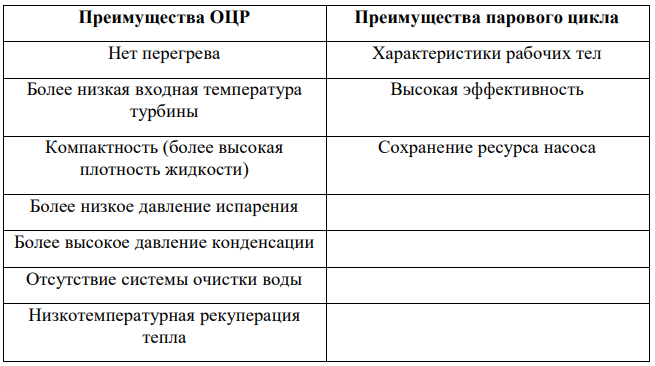 Преимущества ОЦР Преимущества парового цикла
Нет перегрева Характеристики рабочих тел
Более низкая входная температура Высокая эффективность
турбины
Компактность (более высокая Сохранение ресурса насоса
плотность жидкости)
Более низкое давление испарения
Более высокое давление конденсации
Отсутствие системы очистки воды
Низкотемпературная рекуперация
тепла